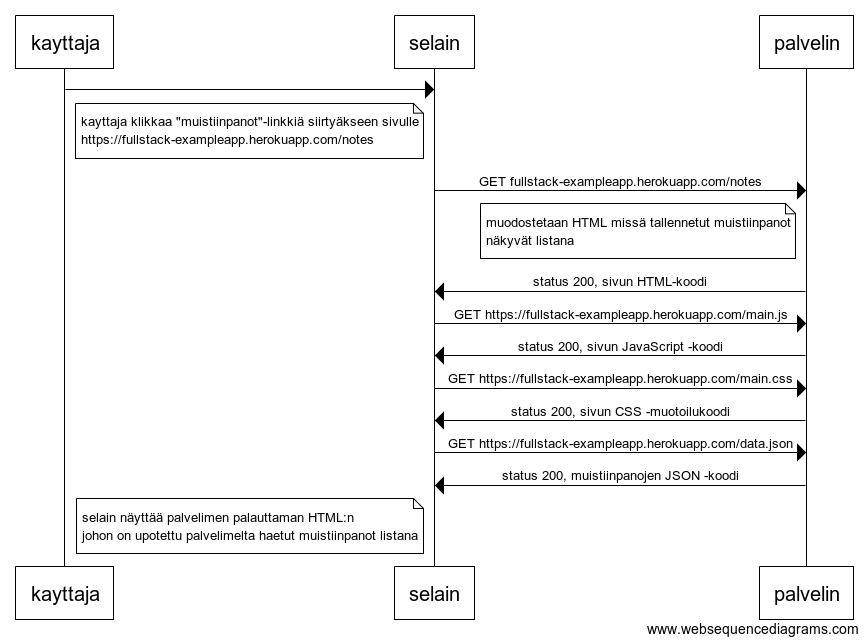 kayttaja
selain
palvelin
kayttaja klikkaa "muistiinpanot"-linkkiä siirtyäkseen sivulle
https://fullstack-exampleapp.herokuapp.com/notes
GET fullstack-exampleapp.herokuapp.com/notes
muodostetaan HTML missä tallennetut muistiinpanot
näkyvät listana
status 200, sivun HTML-koodi
GET https://fullstack-exampleapp.herokuapp.com/main.js
status 200, sivun JavaScript -koodi
GET https://fullstack-exampleapp.herokuapp.com/main.css
status 200, sivun CSS -muotoilukoodi
GET https://fullstack-exampleapp.herokuapp.com/data.json
status 200, muistiinpanojen JSON -koodi
selain näyttää palvelimen palauttaman HTML:n
johon on upotettu palvelimelta haetut muistiinpanot listana
kayttaja
selain
palvelin
www.websequencediagrams.com